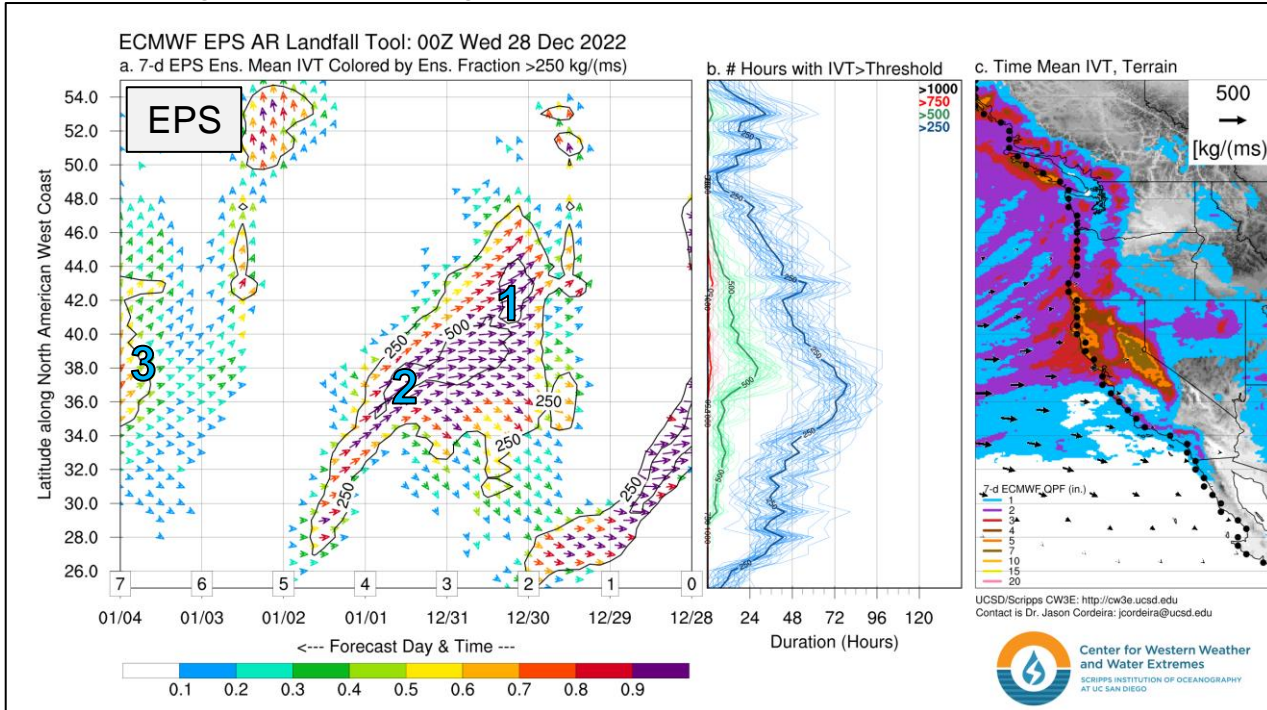 ECMWF EPS AR Landfall Tool: 00Z Wed 28 Dec 2022
a. 7-d EPS Ens. Mean IVT Colored by Ens. Fraction >250 kg/(ms)
EPS
Latitude along North American West Coast
54.0
52.0
50.0
48.0
46.0
44.0
42.0
40.0
38.0
36.0
34.0
32.0
30.0
28.0
26.0
1
2
3
250
500
250
250
250
250
7 6 5 4 3 2 1 0
01/04 01/03 01/02 01/01 12/31 12/30 12/29 12/28
<--- Forecast Day & Time ---
0.1 0.2 0.3 0.4 0.5 0.6 0.7 0.8 0.9
b. # Hours with IVT>Threshold
>1000
>750
>500
>250
250
250
500
250
500
250
500
250
250
24 48 72 96 120
Duration (Hours)
c. Time Mean IVT, Terrain
500
[kg/(ms)]
7-d ECMWF QPF (in.)
1
2
3
4
5
7
10
15
20
UCSD/Scripps CW3E: http://cw3e.ucsd.edu
Contact is Dr. Jason Cordeira: jcordeira@ucsd.edu
Center for Western Weather
and Water Extremes
SCRIPPS INSTITUTION OF OCEANOGRAPHY
AT UC SAN DIEGO